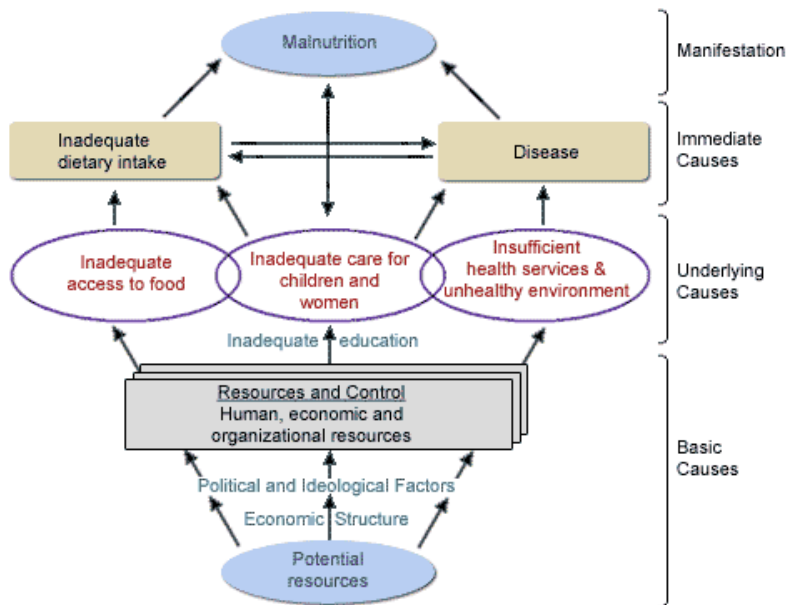 Malnutrition
Manifestation
Inadequate
dietary intake
Disease
Immediate
Causes
Inadequate
access to food
Inadequate care for
children and
women
Insufficient
health services &
unhealthy environment
Underlying
Causes
Inadequate education
Resources and Control
Human, economic and
organizational resources
Political and Ideological Factors
Economic Structure
Basic
Causes
Potential
resources